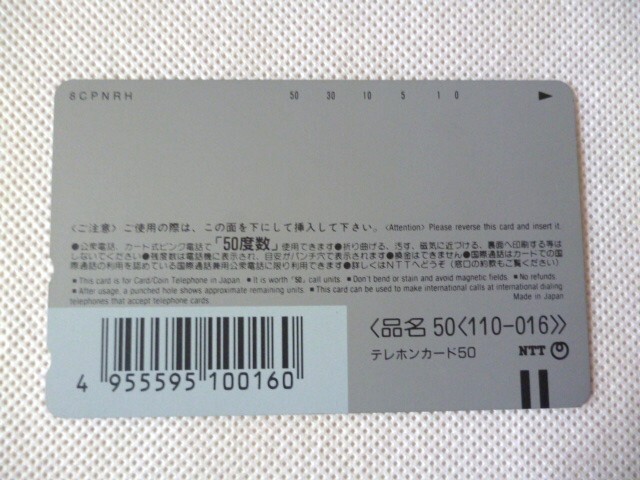 8CPNRH 50 30 10 5 1 0
〈ご注意〉ご使用の際は、この面を下にして挿入して下さい。〈Attention〉Please reverse this card and insert it.
●公衆電話、カード式ピンク電話で「50度数」使用できます●折り曲げる、汚す、磁気に近づける、裏面へ印刷する等は
しないでください●残度数は電話機に表示され、目安がパンチ穴で表示されます●換金はできません●国際通話はカードでの国
際通話の利用を認めている国際通話兼用公衆電話に限り利用できます●詳しくはNTTへどうぞ（窓口の約款もご覧ください）
●This card is for Card/Coin Telephone in Japan. ●It is worth "50" call units. ●Don't bend or stain and avoid magnetic fields. ●No refunds.
●After usage, a punched hole shows approximate remaining units. ●This card can be used to make international calls at international dialing
telephones that accept telephone cards. Made in Japan
〈品名 50〈110-016〉〉
テレホンカード50 NTT
4 955595 100160